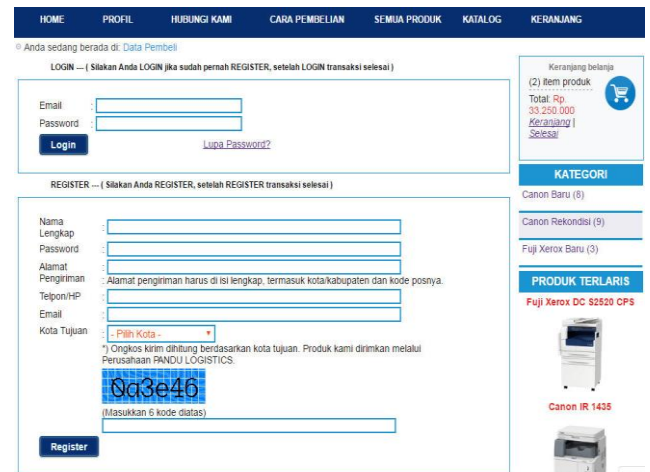 HOME PROFIL HUBUNGI KAMI CARA PEMBELIAN SEMUA PRODUK KATALOG KERANJANG
Anda sedang berada di: Data Pembeli
LOGIN --- ( Silakan Anda LOGIN jika sudah pernah REGISTER, setelah LOGIN transaksi selesai )
Email :
Password :
Login Lupa Password?
REGISTER --- ( Silakan Anda REGISTER, setelah REGISTER transaksi selesai )
Nama Lengkap :
Password :
Alamat Pengiriman :
: Alamat pengiriman harus di isi lengkap, termasuk kota/kabupaten dan kode posnya.
Telpon/HP :
Email :
Kota Tujuan : - Pilih Kota -
*) Ongkos kirim dihitung berdasarkan kota tujuan. Produk kami dirimkan melalui
Perusahaan PANDU LOGISTICS.
0a3e46
(Masukkan 6 kode diatas)
Register
Keranjang belanja
(2) item produk
Total: Rp.
33.250.000
Keranjang |
Selesai
KATEGORI
Canon Baru (8)
Canon Rekondisi (9)
Fuji Xerox Baru (3)
PRODUK TERLARIS
Fuji Xerox DC S2520 CPS
Canon IR 1435